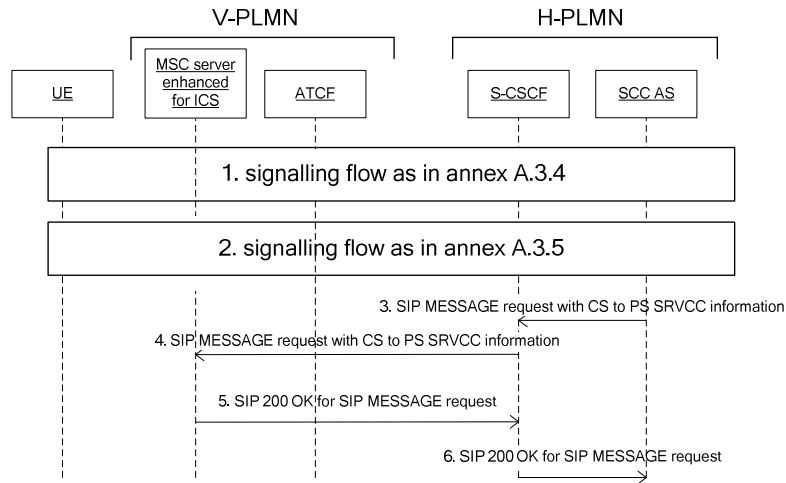 V-PLMN
H-PLMN
UE
MSC server
enhanced
for ICS
ATCF
S-CSCF
SCC AS
1. signalling flow as in annex A.3.4
2. signalling flow as in annex A.3.5
3. SIP MESSAGE request with CS to PS SRVCC information
4. SIP MESSAGE request with CS to PS SRVCC information
5. SIP 200 OK for SIP MESSAGE request
6. SIP 200 OK for SIP MESSAGE request